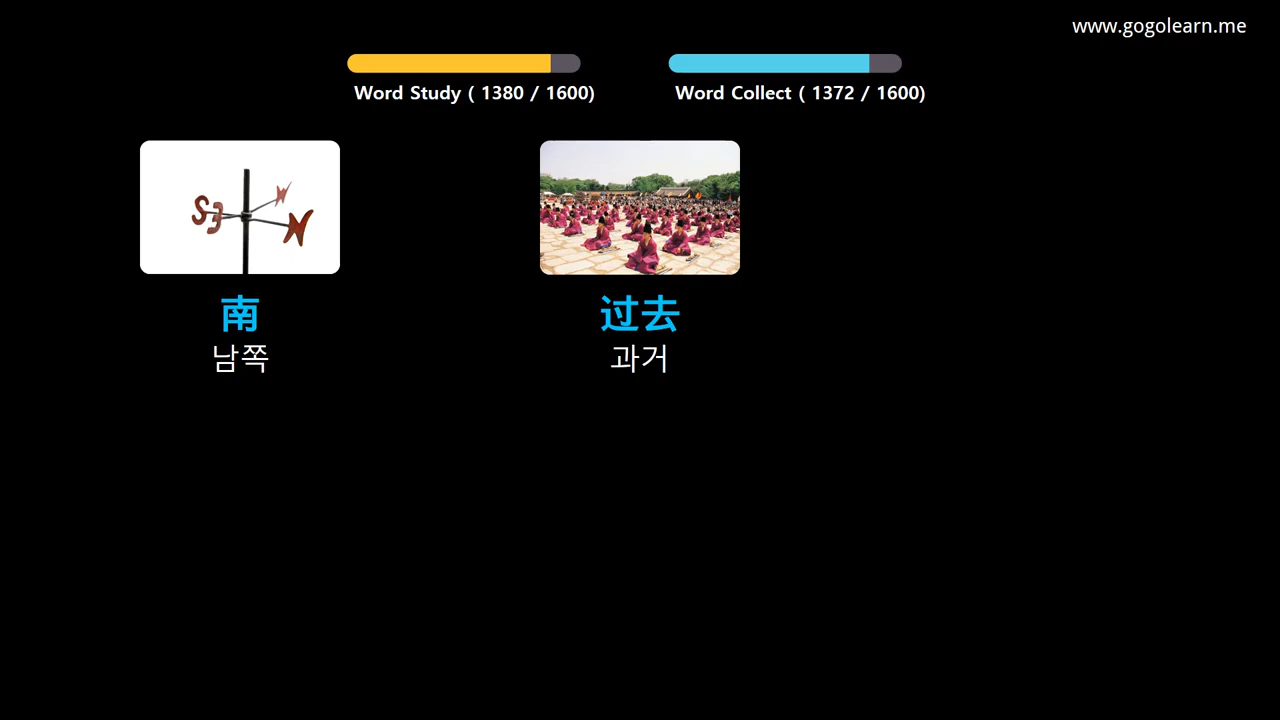 www.gogolearn.me
Word Study ( 1380 / 1600)
Word Collect ( 1372 / 1600)
S
E
N
W
南
남쪽
过去
과거